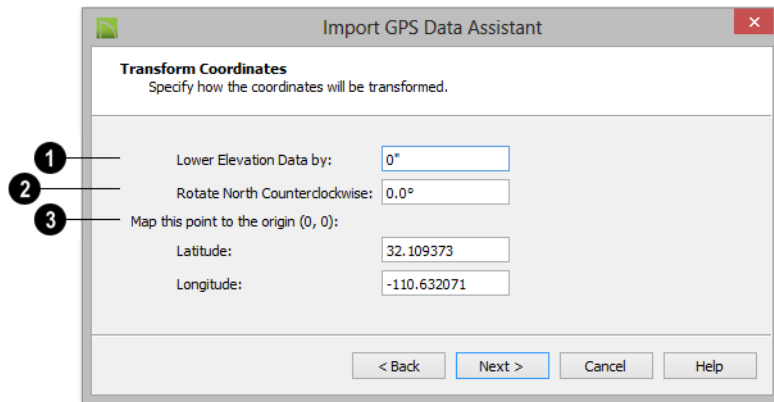 Import GPS Data Assistant
Transform Coordinates
Specify how the coordinates will be transformed.
1 Lower Elevation Data by: 0"
2 Rotate North Counterclockwise: 0.0°
3 Map this point to the origin (0, 0):
Latitude: 32.109373
Longitude: -110.632071
< Back Next > Cancel Help